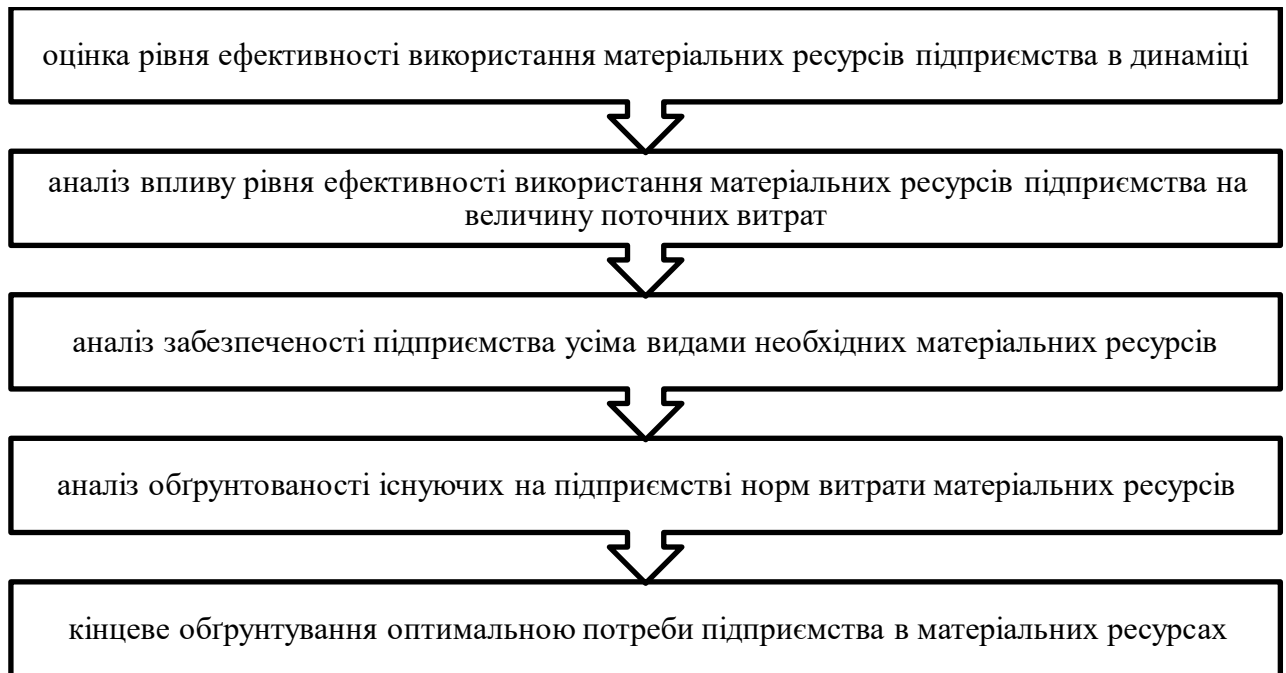 оцінка рівня ефективності використання матеріальних ресурсів підприємства в динаміці
аналіз впливу рівня ефективності використання матеріальних ресурсів підприємства на
величину поточних витрат
аналіз забезпеченості підприємства усіма видами необхідних матеріальних ресурсів
аналіз обґрунтованості існуючих на підприємстві норм витрати матеріальних ресурсів
кінцеве обґрунтування оптимальною потреби підприємства в матеріальних ресурсах